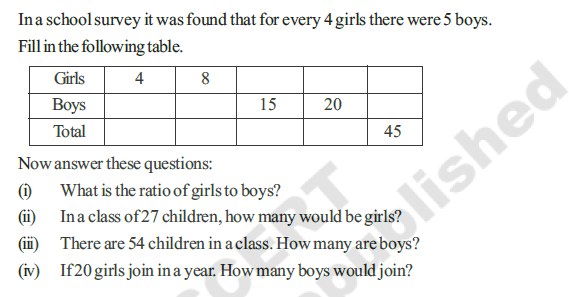 In a school survey it was found that for every 4 girls there were 5 boys.
Fill in the following table.
Girls 4 8
Boys 15 20
Total 45
Now answer these questions:
(i) What is the ratio of girls to boys?
(ii) In a class of 27 children, how many would be girls?
(iii) There are 54 children in a class. How many are boys?
(iv) If 20 girls join in a year. How many boys would join?